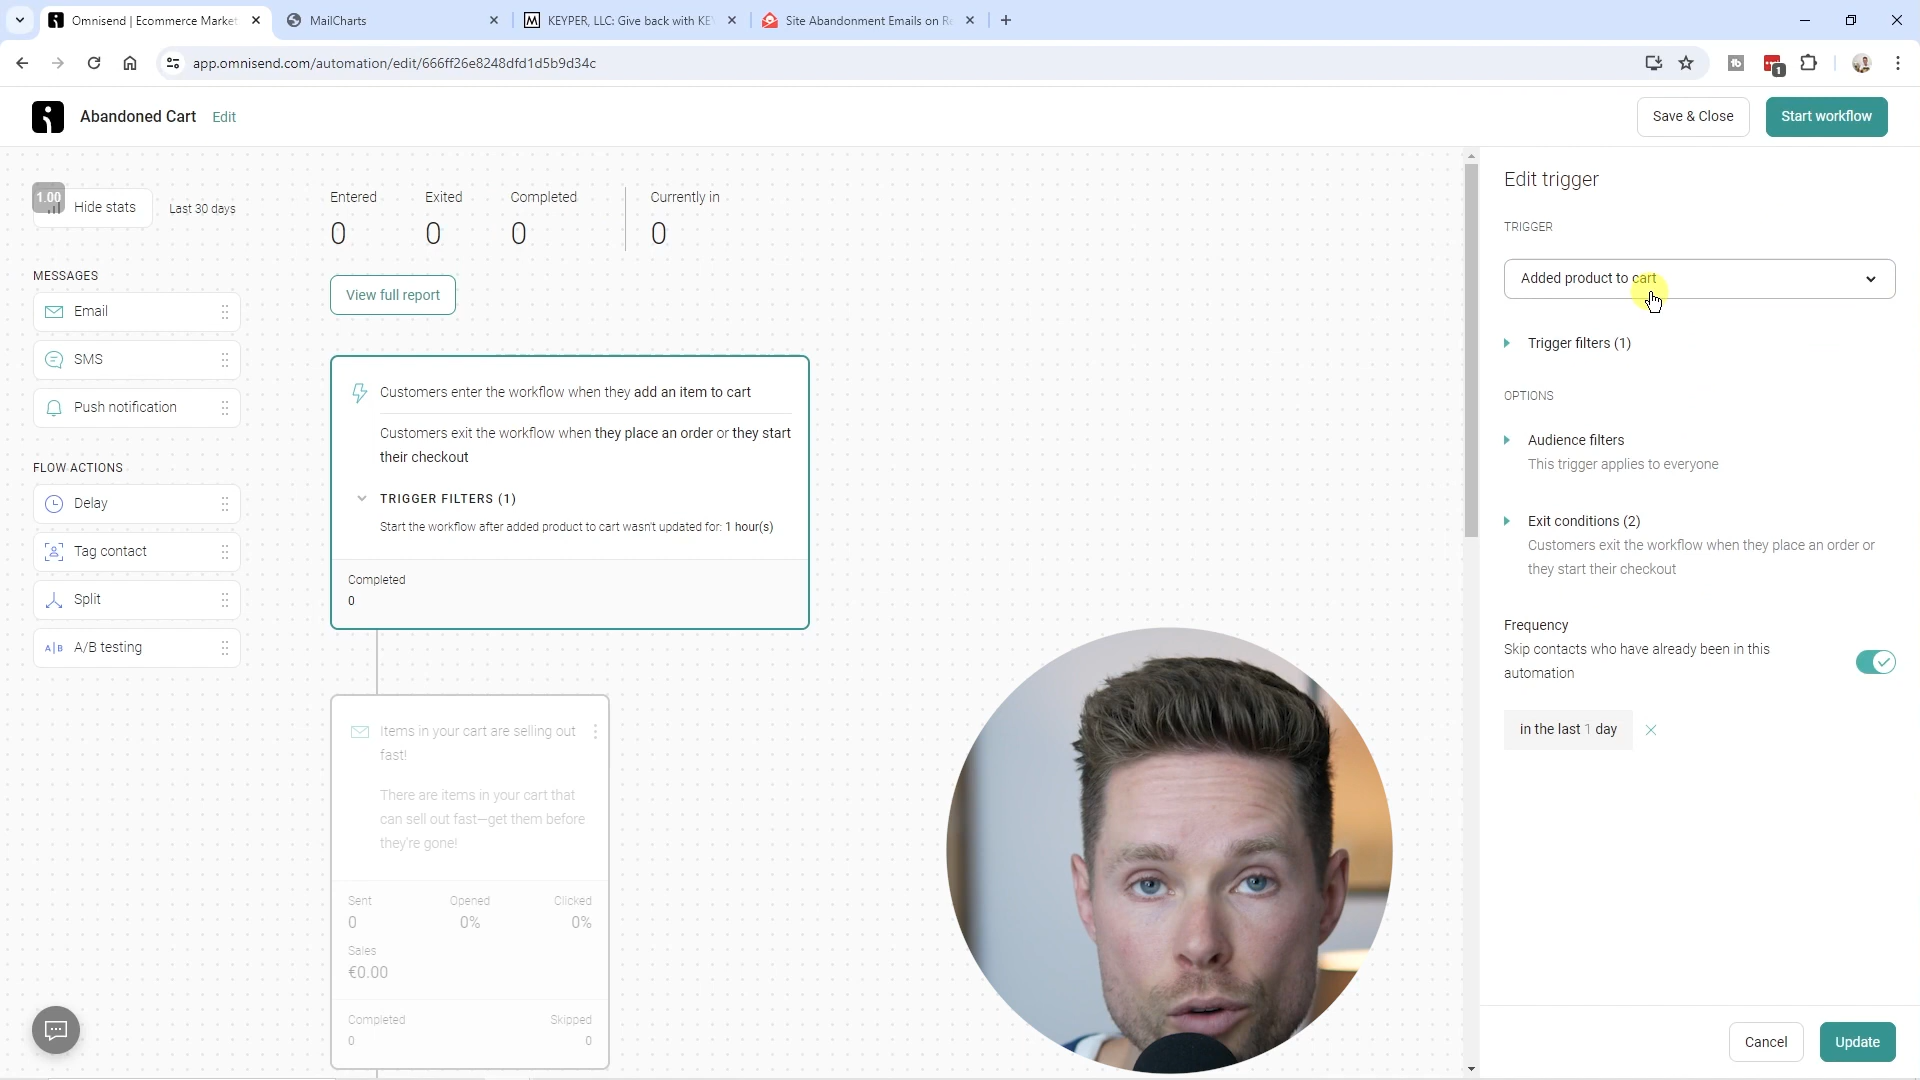 Omnisend | Ecommerce Market
MailCharts
KEYPER, LLC: Give back with KE
Site Abandonment Emails on Re
app.omnisend.com/automation/edit/666ff26e8248dfd1d5b9d34c
1
Abandoned Cart
Edit
Save & Close
Start workflow
1.00
Hide stats
Last 30 days
MESSAGES
Email
SMS
Push notification
FLOW ACTIONS
Delay
Tag contact
Split
A|B
A/B testing
Entered
Exited
Completed
Currently in
0
0
0
0
View full report
Customers enter the workflow when they add an item to cart
Customers exit the workflow when they place an order or they start
their checkout
TRIGGER FILTERS (1)
Start the workflow after added product to cart wasn't updated for: 1 hour(s)
Completed
0
Items in your cart are selling out
fast!
There are items in your cart that
can sell out fast—get them before
they're gone!
Sent
Opened
Clicked
0
0%
0%
Sales
€0.00
Completed
Skipped
0
0
Edit trigger
TRIGGER
Added product to cart
Trigger filters (1)
OPTIONS
Audience filters
This trigger applies to everyone
Exit conditions (2)
Customers exit the workflow when they place an order or
they start their checkout
Frequency
Skip contacts who have already been in this
automation
in the last 1 day
Cancel
Update